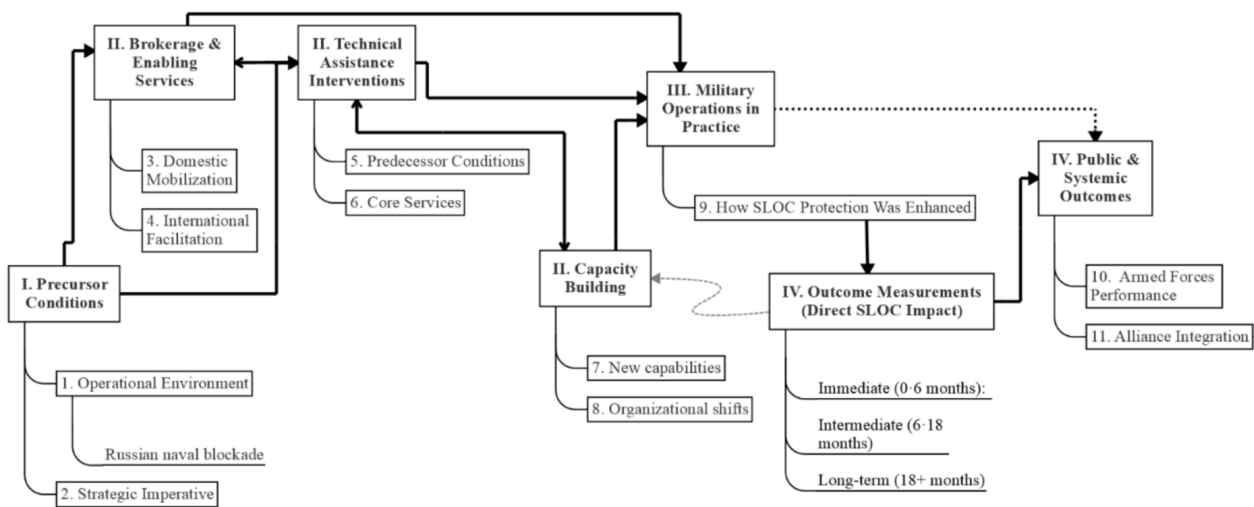 II. Brokerage &
Enabling
Services
3. Domestic
Mobilization
4. International
Facilitation
I. Precursor
Conditions
1. Operational Environment
Russian naval blockade
2. Strategic Imperative
II. Technical
Assistance
Interventions
5. Predecessor Conditions
6. Core Services
II. Capacity
Building
7. New capabilities
8. Organizational shifts
III. Military
Operations in
Practice
9. How SLOC Protection Was Enhanced
IV. Outcome Measurements
(Direct SLOC Impact)
Immediate (0·6 months):
Intermediate (6·18
months)
Long-term (18+ months)
IV. Public &
Systemic
Outcomes
10. Armed Forces
Performance
11. Alliance Integration